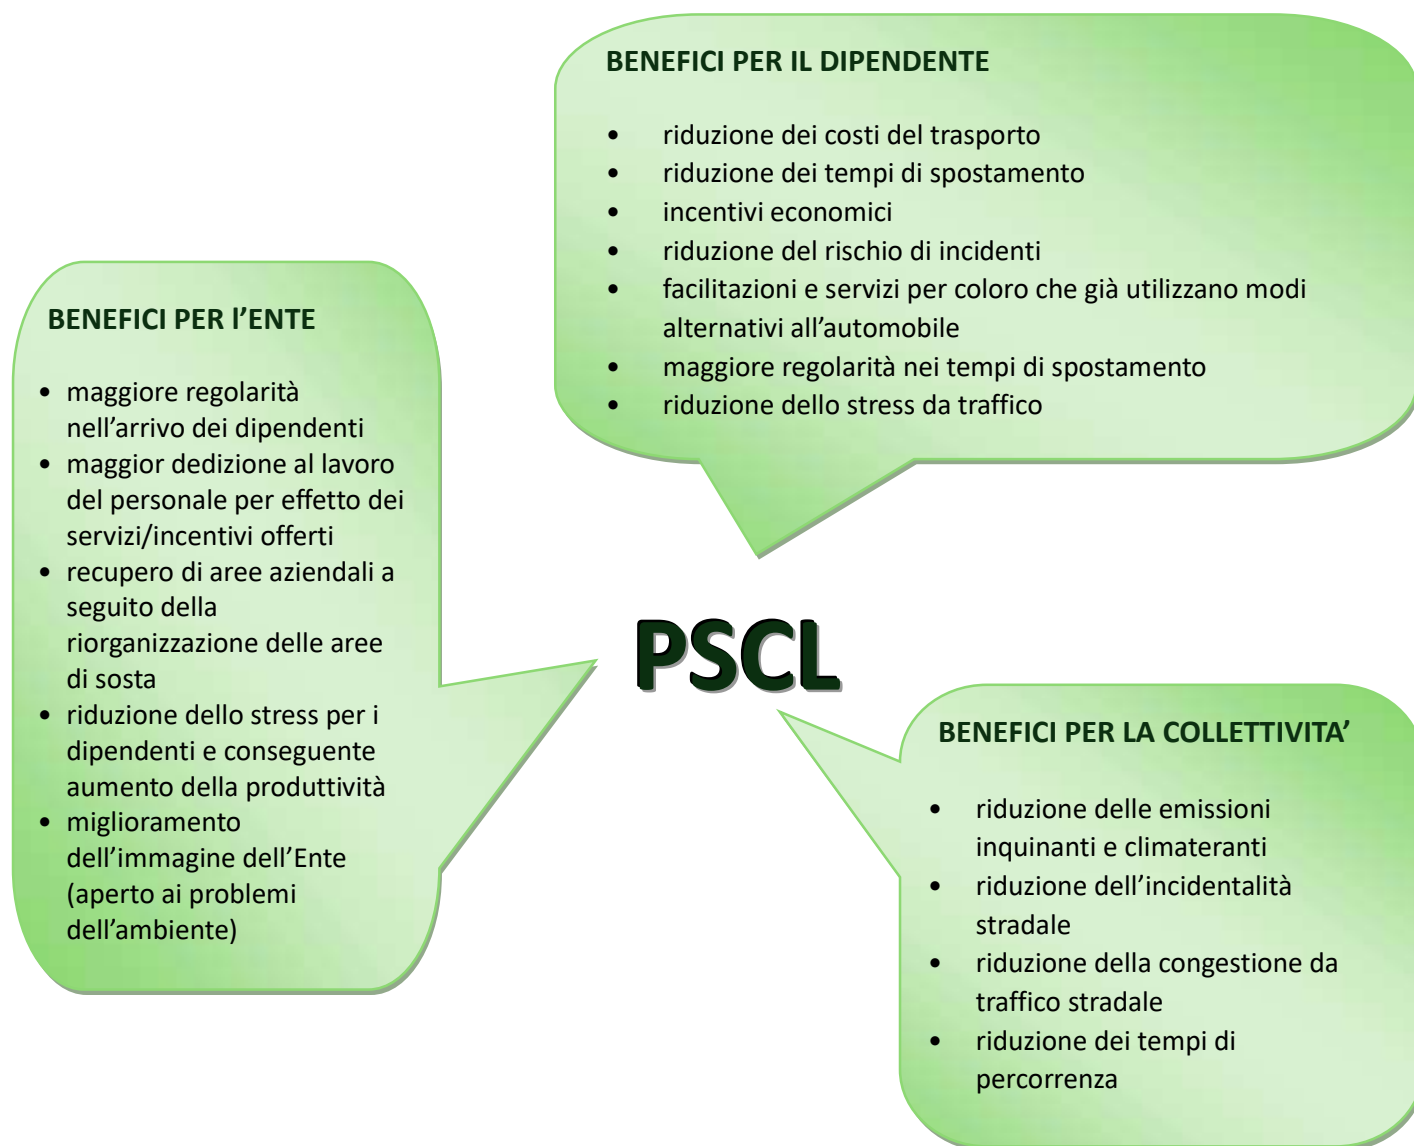 BENEFICI PER IL DIPENDENTE
• riduzione dei costi del trasporto
• riduzione dei tempi di spostamento
• incentivi economici
• riduzione del rischio di incidenti
• facilitazioni e servizi per coloro che già utilizzano modi
alternativi all’automobile
• maggiore regolarità nei tempi di spostamento
• riduzione dello stress da traffico
BENEFICI PER l’ENTE
• maggiore regolarità
nell’arrivo dei dipendenti
• maggior dedizione al lavoro
del personale per effetto dei
servizi/incentivi offerti
• recupero di aree aziendali a
seguito della
riorganizzazione delle aree
di sosta
• riduzione dello stress per i
dipendenti e conseguente
aumento della produttività
• miglioramento
dell’immagine dell’Ente
(aperto ai problemi
dell’ambiente)
PSCL
BENEFICI PER LA COLLETTIVITA’
• riduzione delle emissioni
inquinanti e climateranti
• riduzione dell’incidentalità
stradale
• riduzione della congestione da
traffico stradale
• riduzione dei tempi di
percorrenza